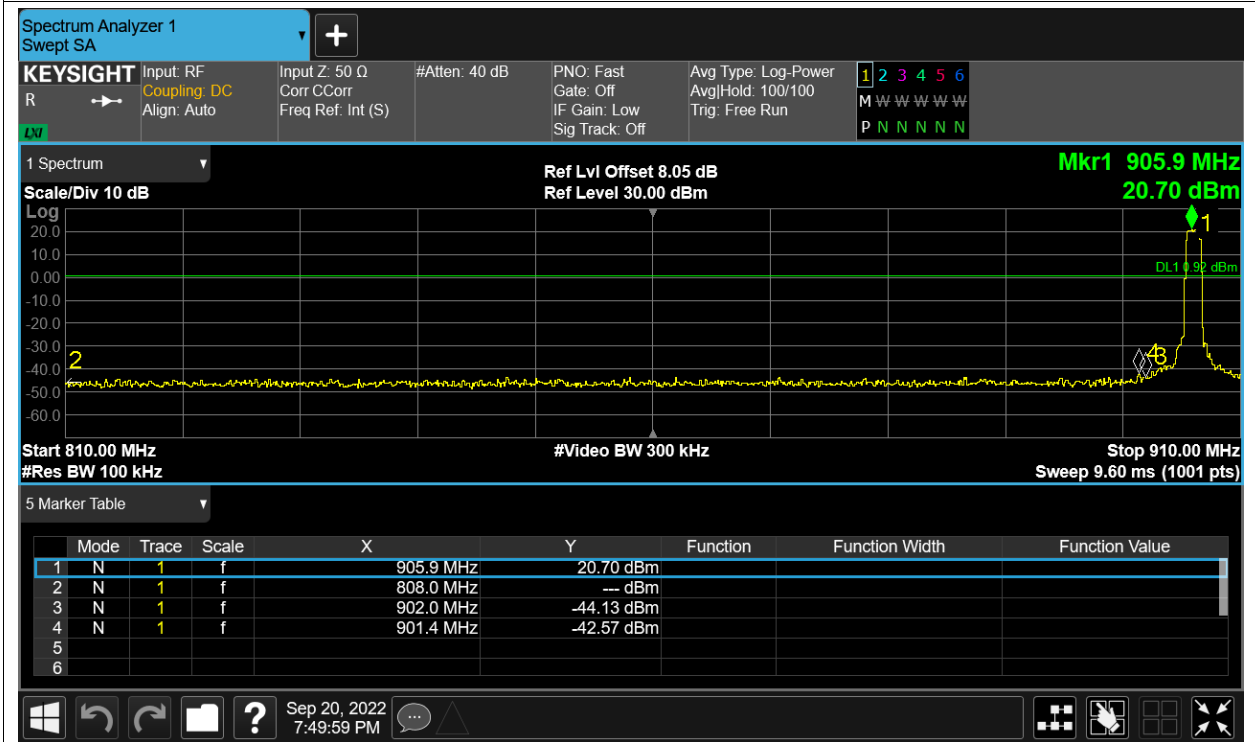 Spectrum Analyzer 1
Swept SA
+
KEYSIGHT Input: RF Input Z: 50 Ω #Atten: 40 dB PNO: Fast Avg Type: Log-Power 1 2 3 4 5 6
R Coupling: DC Corr CCorr Gate: Off Avg|Hold: 100/100 M W W W W W
Align: Auto Freq Ref: Int (S) IF Gain: Low Trig: Free Run
LXI Sig Track: Off P N N N N N
1 Spectrum Ref Lvl Offset 8.05 dB Mkr1 905.9 MHz
Scale/Div 10 dB Ref Level 30.00 dBm 20.70 dBm
Log
1
20.0
10.0
DL1 0.92 dBm
0.00
-10.0
-20.0
-30.0
2 43
-40.0
-50.0
-60.0
Start 810.00 MHz #Video BW 300 kHz Stop 910.00 MHz
#Res BW 100 kHz Sweep 9.60 ms (1001 pts)
5 Marker Table
Mode Trace Scale X Y Function Function Width Function Value
1 N 1 f 905.9 MHz 20.70 dBm
2 N 1 f 808.0 MHz --- dBm
3 N 1 f 902.0 MHz -44.13 dBm
4 N 1 f 901.4 MHz -42.57 dBm
5
6
? Sep 20, 2022
7:49:59 PM